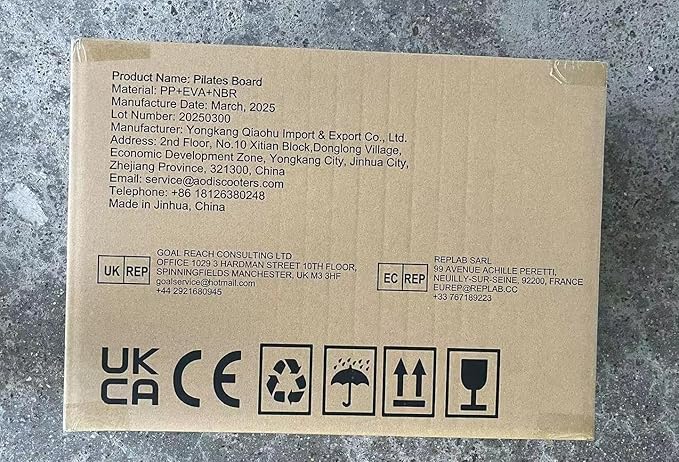 Product Name: Pilates Board
Material: PP+EVA+NBR
Manufacture Date: March, 2025
Lot Number: 20250300
Manufacturer: Yongkang Qiaohu Import & Export Co., Ltd.
Address: 2nd Floor, No.10 Xitian Block,Donglong Village,
Economic Development Zone, Yongkang City, Jinhua City,
Zhejiang Province. 321300, China
Email: service@aodiscooters.com
Telephone: +86 18126380248
Made in Jinhua, China
UK REP
GOAL REACH CONSULTING LTD
OFFICE 1029 3 HARDMAN STREET 10TH FLOOR,
SPINNINGFIELDS MANCHESTER, UK M3 3HF
goalservice@hotmail.com
+44 2921680945
EC REP
REPLAB SARL
99 AVENUE ACHILLE PERETTI,
NEUILLY-SUR-SEINE, 92200, FRANCE
EUREP@REPLAB.CC
+33 767189223
UK
CA
CE